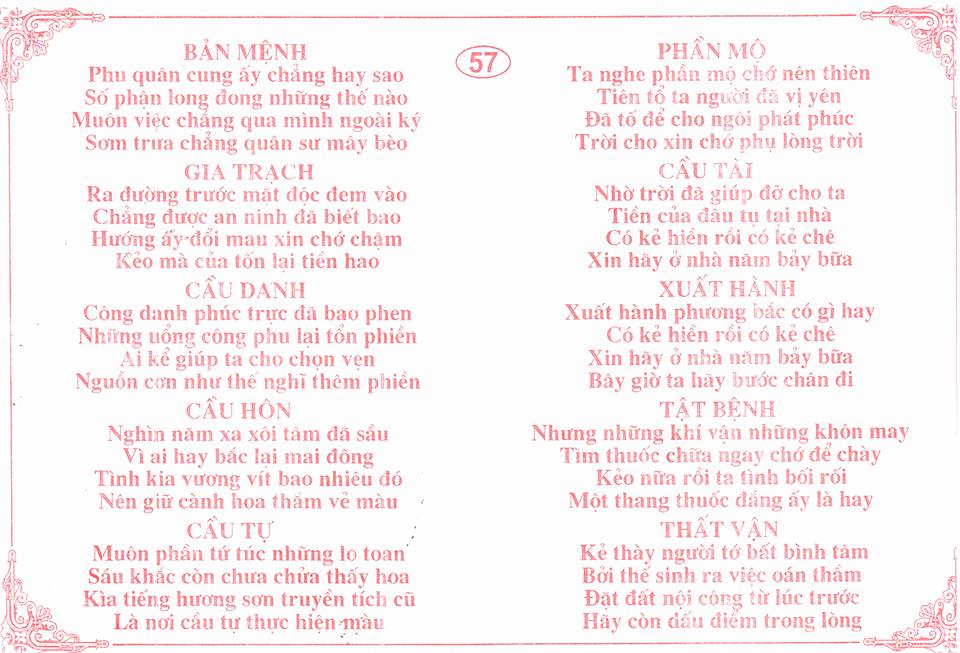 57
BẢN MỆNH
Phu quân cung ấy chẳng hay sao
Số phận long đong những thế nào
Muôn việc chẳng qua mình ngoài ký
Sơm trưa chẳng quân sư mây bèo
GIA TRẠCH
Ra đường trước mặt dộc đem vào
Chẳng được an ninh đã biết bao
Hướng ấy đổi mau xin chớ chậm
Kẻo mà của tốn lại tiền hao
CẦU DANH
Công danh phúc trực đã bao phen
Những uổng công phu lại tổn phiền
Ai kể giúp ta cho chọn vẹn
Nguồn cơn như thế nghĩ thêm phiền
CẦU HÔN
Nghìn năm xa xôi tâm đã sầu
Vì ai hay bắc lại mai đông
Tình kia vương vít bao nhiêu đó
Nên giữ cành hoa thắm vẻ màu
CẦU TỰ
Muôn phần tứ túc những lo toan
Sáu khắc còn chưa chửa thấy hoa
Kìa tiếng hương sơn truyền tích cũ
Là nơi cầu tự thực hiện màu
PHẦN MỘ
Ta nghe phần mộ chớ nên thiên
Tiên tổ ta người đã vị yên
Đã tổ để cho ngôi phát phúc
Trời cho xin chớ phụ lòng trời
CẦU TÀI
Nhờ trời đã giúp đỡ cho ta
Tiền của đâu tụ tại nhà
Có kẻ hiền rồi có kẻ chê
Xin hãy ở nhà năm bảy bữa
XUẤT HÀNH
Xuất hành phương bắc có gì hay
Có kẻ hiền rồi có kẻ chê
Xin hãy ở nhà năm bảy bữa
Bây giờ ta hãy bước chân đi
TẬT BỆNH
Nhưng những khí vận những khôn may
Tìm thuốc chữa ngay chớ để chày
Kẻo nữa rồi ta tình bối rối
Một thang thuốc đắng ấy là hay
THẤT VẬN
Kẻ thày người tớ bất bình tâm
Bởi thế sinh ra việc oán thầm
Đặt đất nội công từ lúc trước
Hãy còn dấu điểm trong lòng